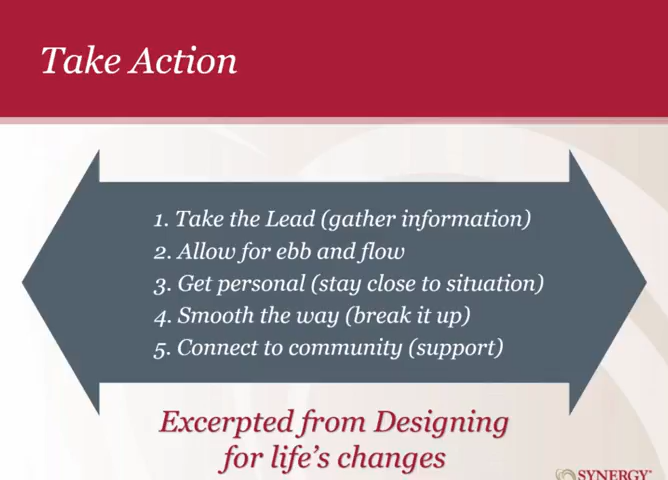 Take Action
1. Take the Lead (gather information)
2. Allow for ebb and flow
3. Get personal (stay close to situation)
4. Smooth the way (break it up)
5. Connect to community (support)
Excerpted from Designing
for life's changes
SYNERGY